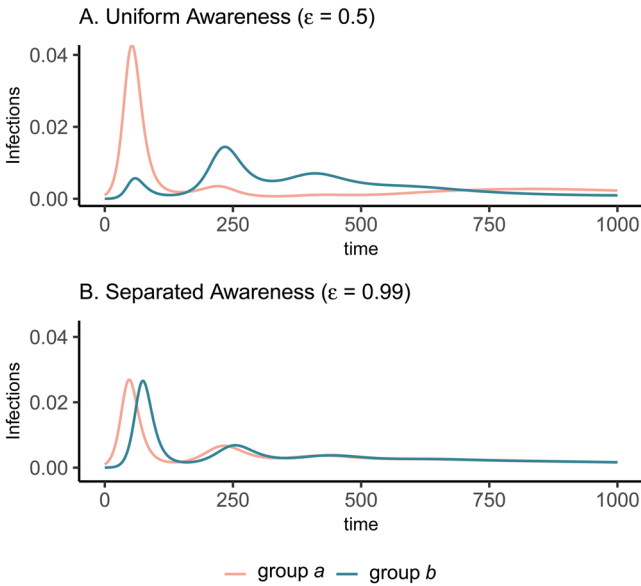 A. Uniform Awareness (ε = 0.5)
Infections
0.04
0.02
0.00
0 250 500 750 1000
time
B. Separated Awareness (ε = 0.99)
Infections
0.04
0.02
0.00
0 250 500 750 1000
time
group a group b